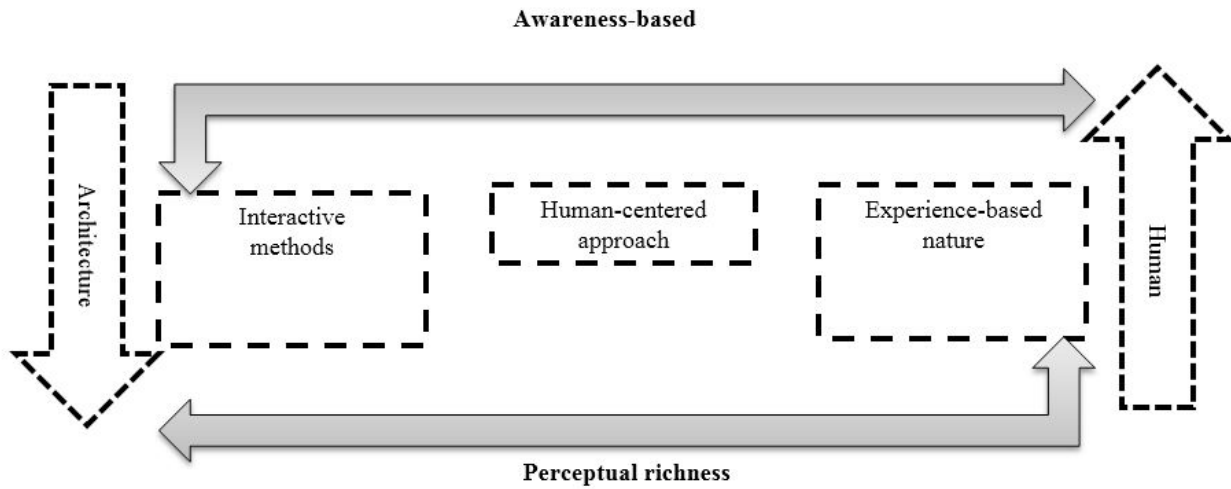 Awareness-based
Architecture
Interactive
methods
Human-centered
approach
Experience-based
nature
Human
Perceptual richness